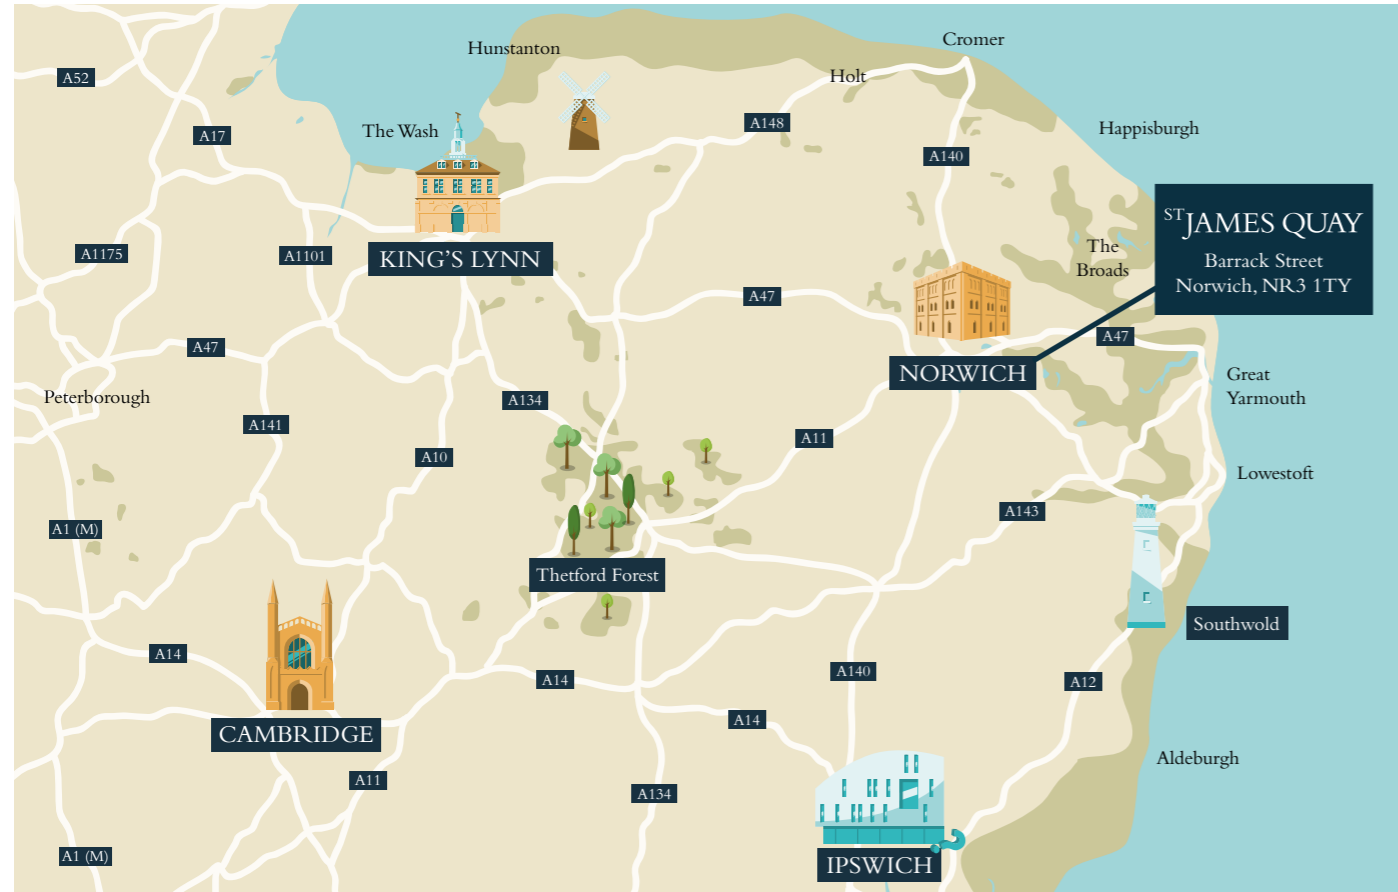 Cromer
Hunstanton
Holt
A52
The Wash
A148
Happisburgh
A17
A140
ST JAMES QUAY
Barrack Street
Norwich, NR3 1TY
The
Broads
A1175
A1101
KING'S LYNN
A47
A47
A47
Peterborough
NORWICH
Great
Yarmouth
A134
A141
A11
A10
Lowestoft
A143
A1 (M)
Thetford Forest
Southwold
A14
A14
A140
A12
A14
CAMBRIDGE
Aldeburgh
A11
A134
A1 (M)
IPSWICH